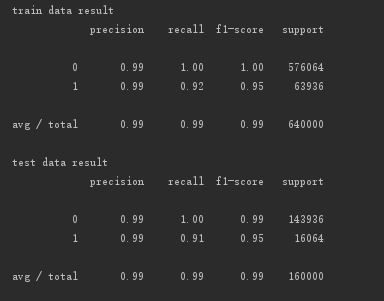 train data result
precision recall f1-score support
0 0.99 1.00 1.00 576064
1 0.99 0.92 0.95 63936
avg / total 0.99 0.99 0.99 640000
test data result
precision recall f1-score support
0 0.99 1.00 0.99 143936
1 0.99 0.91 0.95 16064
avg / total 0.99 0.99 0.99 160000